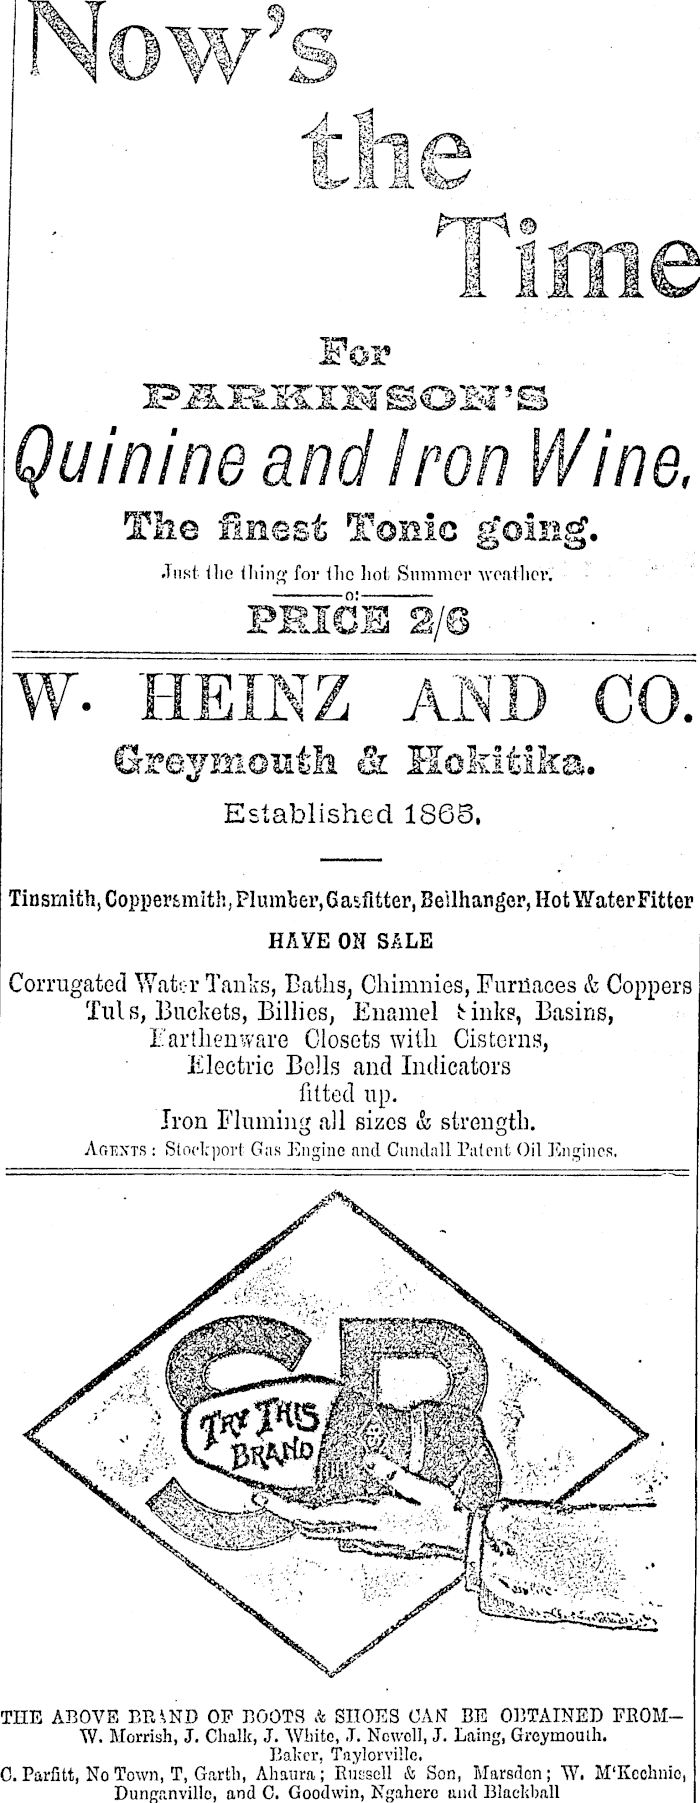 Now's
the
Time
For
PARKINSON'S
Quinine and Iron Wine,
The finest Tonic going.
Just the thing for the hot Summer weather.
:o:
PRICE 2/6
W. HEINZ AND CO.
Greymouth & Hokitika.
Established 1865.
Tinsmith, Coppersmith, Plumber, Gasfitter, Bellhanger, Hot Water Fitter
HAVE ON SALE
Corrugated Water Tanks, Baths, Chimnies, Furnaces & Coppers
Tubs, Buckets, Billies, Enamel Sinks, Basins,
Earthenware Closets with Cisterns,
Electric Bells and Indicators
fitted up.
Iron Fluming all sizes & strength.
AGENTS: Stockport Gas Engine and Cundall Patent Oil Engines.
SB
TRY THIS
BRAND
THE ABOVE BRAND OF BOOTS & SHOES CAN BE OBTAINED FROM—
W. Morrish, J. Chalk, J. White, J. Newell, J. Laing, Greymouth.
Baker, Taylorville.
C. Parfitt, No Town, T, Garth, Ahaura; Russell & Son, Marsden; W. M'Kechnie,
Dunganville, and C. Goodwin, Ngahere and Blackball